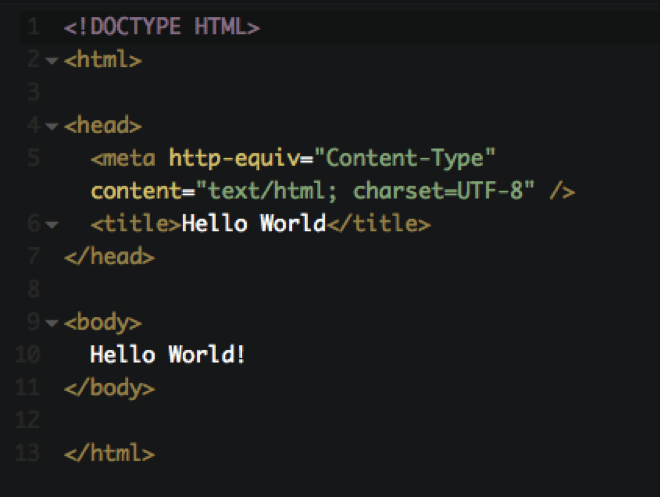 1 <!DOCTYPE HTML>
2 <html>
3
4 <head>
5 <meta http-equiv="Content-Type"
content="text/html; charset=UTF-8" />
6 <title>Hello World</title>
7 </head>
8
9 <body>
10 Hello World!
11 </body>
12
13 </html>